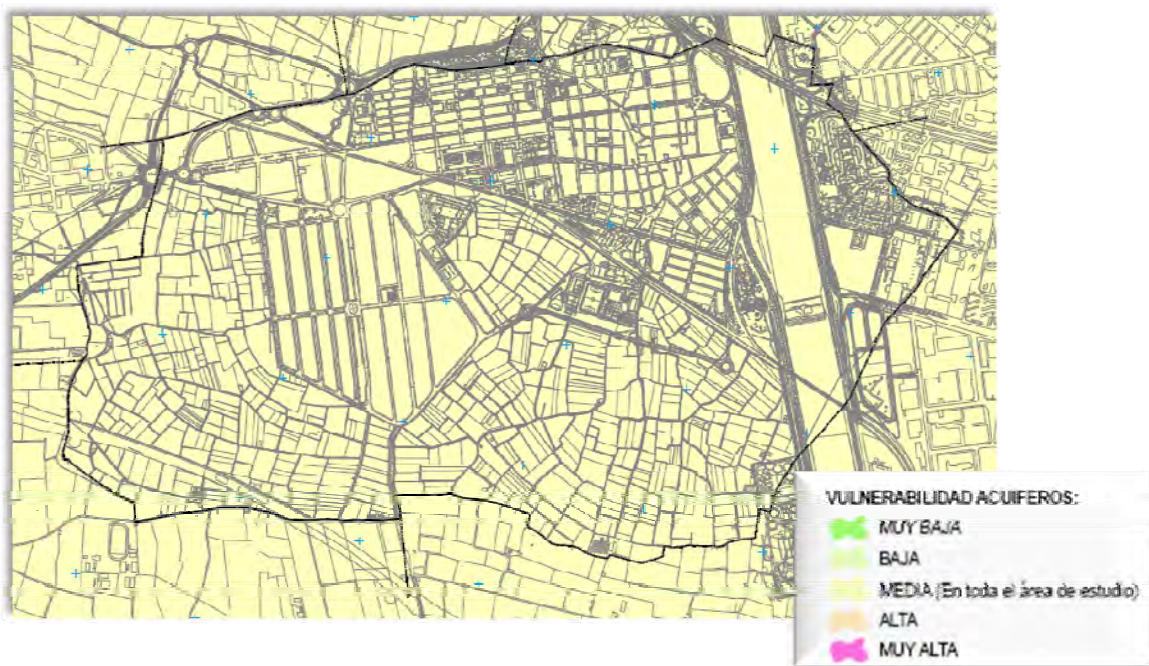 VULNERABILIDAD ACUIFEROS:
MUY BAJA
BAJA
MEDIA (En toda el área de estudio)
ALTA
MUY ALTA